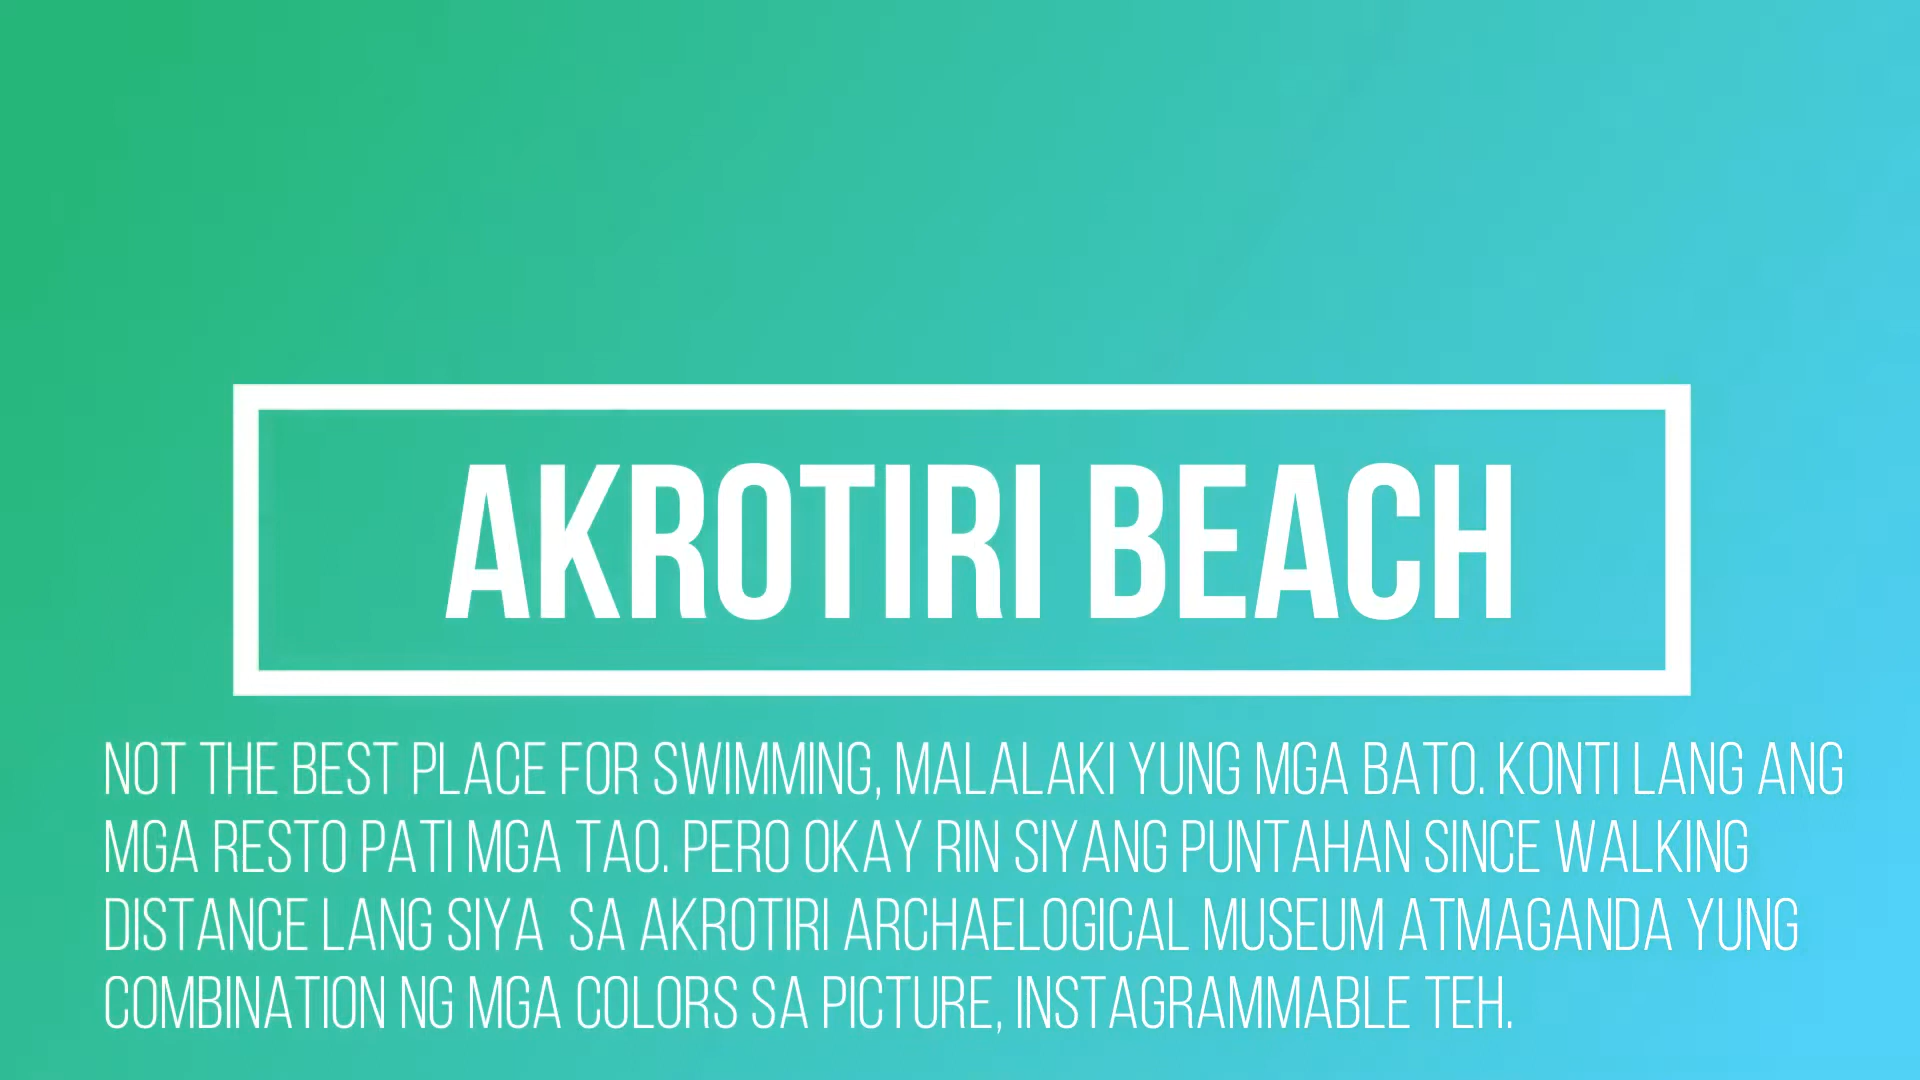 AKROTIRI BEACH
NOT THE BEST PLACE FOR SWIMMING, MALALAKI YUNG MGA BATO. KONTI LANG ANG
MGA RESTO PATI MGA TAO. PERO OKAY RIN SIYANG PUNTAHAN SINCE WALKING
DISTANCE LANG SIYA  SA AKROTIRI ARCHAELOGICAL MUSEUM ATMAGANDA YUNG
COMBINATION NG MGA COLORS SA PICTURE, INSTAGRAMMABLE TEH.